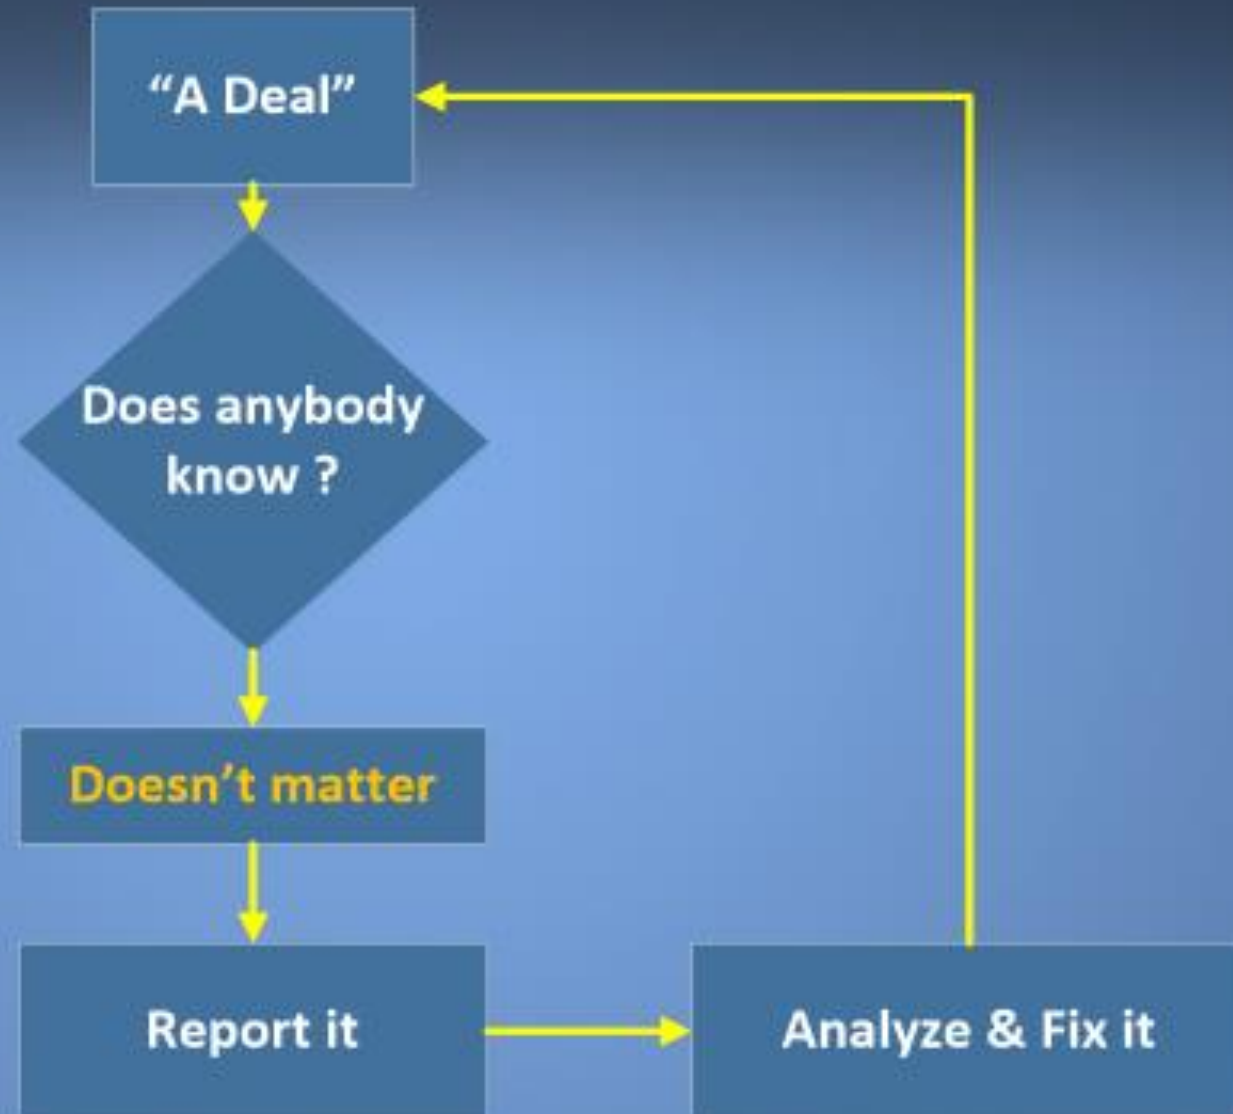 “A Deal”
Does anybody
know ?
Doesn’t matter
Report it
Analyze & Fix it